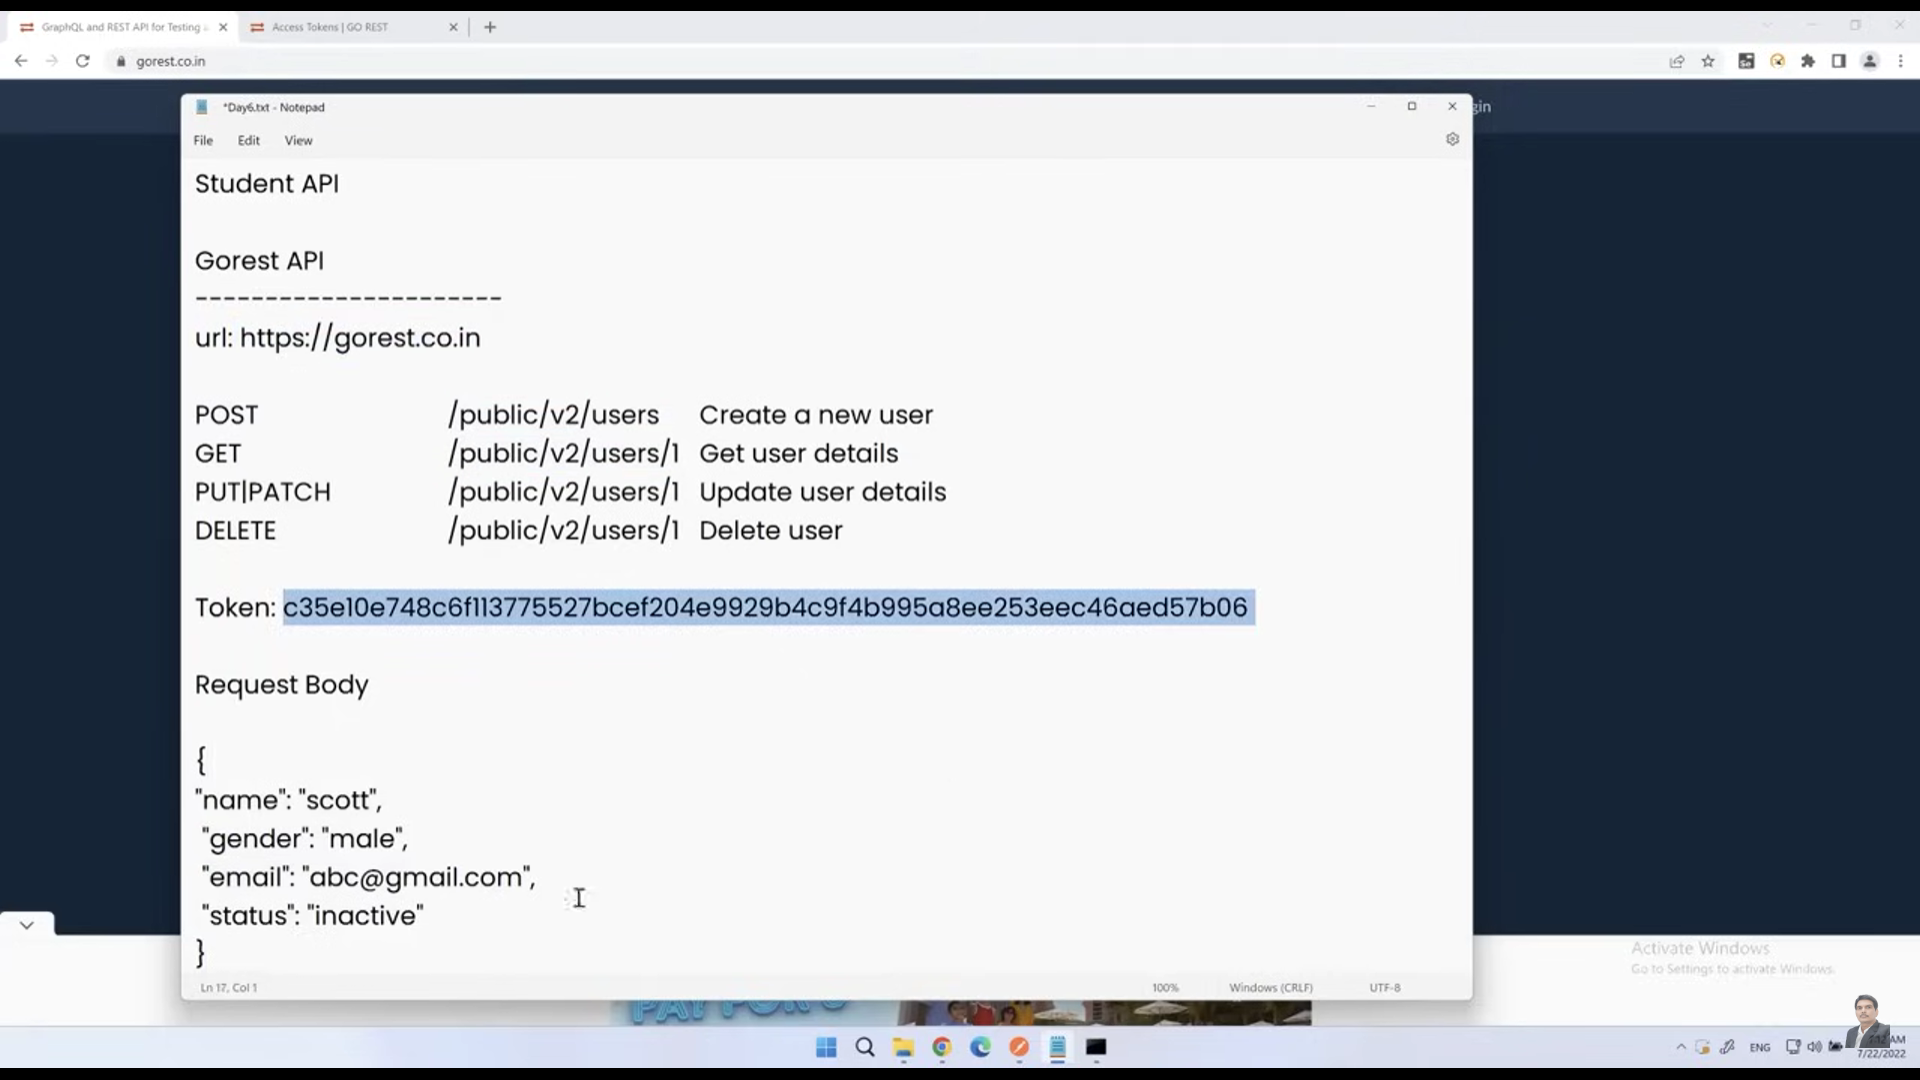 GraphQL and REST API for Testing
Access Tokens | GO REST
gorest.co.in
*Day6.txt - Notepad
gin
File Edit View
Student API
Gorest API
----------------------
url: https://gorest.co.in
POST /public/v2/users Create a new user
GET /public/v2/users/1 Get user details
PUT|PATCH /public/v2/users/1 Update user details
DELETE /public/v2/users/1 Delete user
Token: c35e10e748c6f113775527bcef204e9929b4c9f4b995a8ee253eec46aed57b06
Request Body
{
"name": "scott",
"gender": "male",
"email": "abc@gmail.com",
"status": "inactive"
}
Activate Windows
Go to Settings to activate Windows.
Ln 17, Col 1 100% Windows (CRLF) UTF-8
ENG
AM
7/22/2022